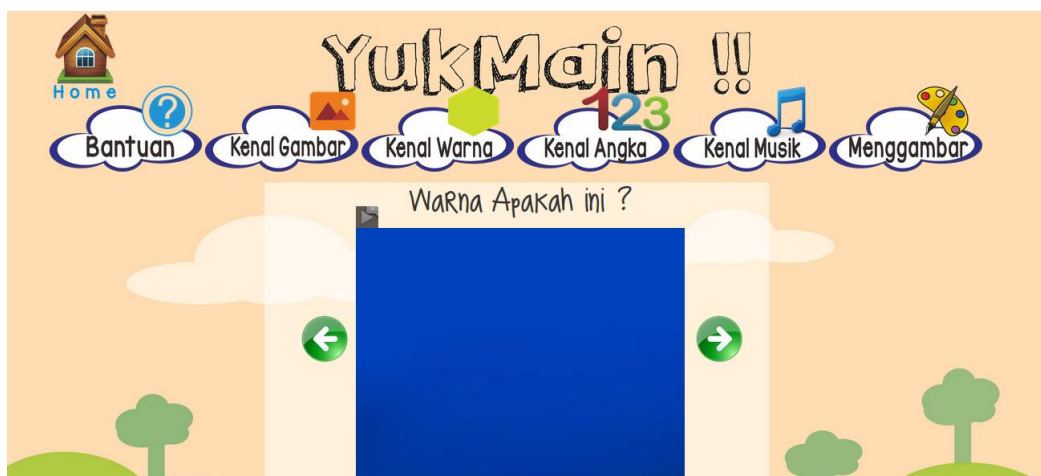 YukMain !!
Home
Bantuan
Kenal Gambar
Kenal Warna
123
Kenal Angka
Kenal Musik
Menggambar
WaRna ApaKah ini ?